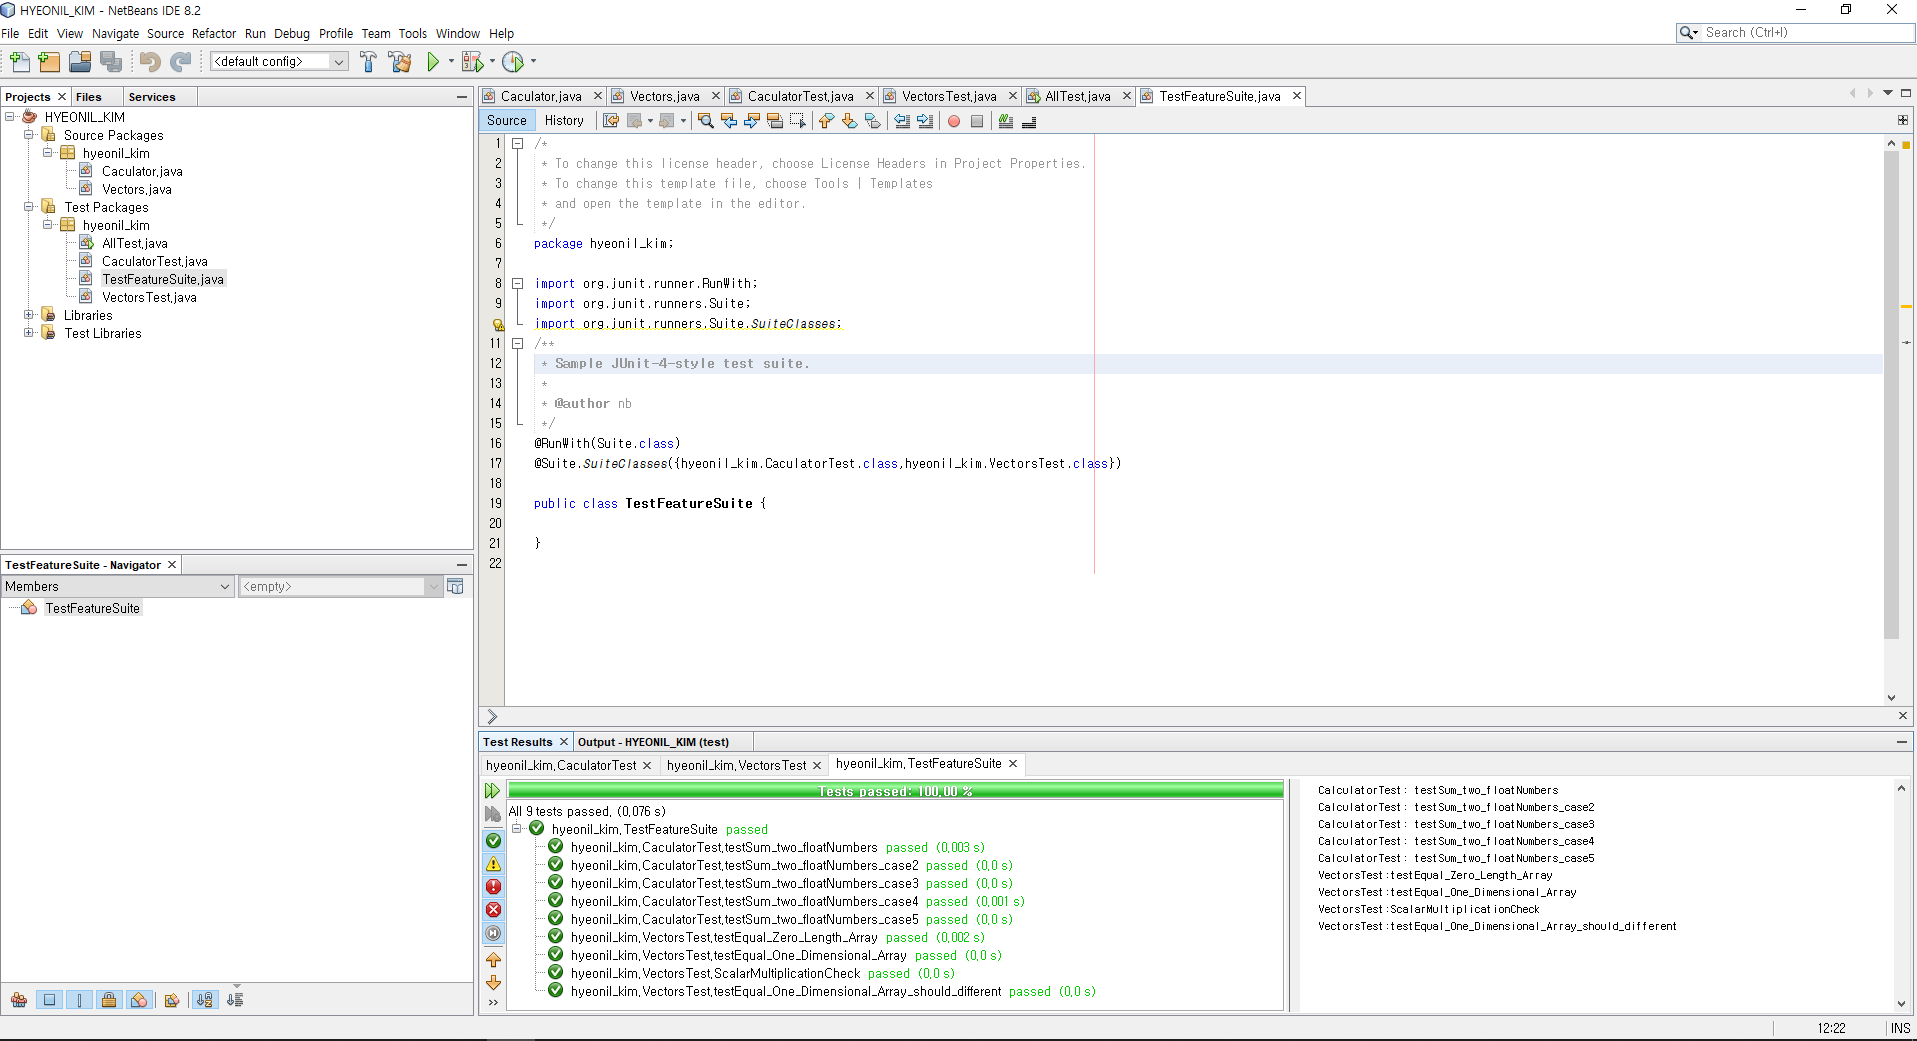 HYEONIL_KIM - NetBeans IDE 8.2
File Edit View Navigate Source Refactor Run Debug Profile Team Tools Window Help
Search (Ctrl+I)
<default config>
Projects Files Services
HYEONIL_KIM
Source Packages
hyeonil_kim
Caculator.java
Vectors.java
Test Packages
hyeonil_kim
AllTest.java
CaculatorTest.java
TestFeatureSuite.java
VectorsTest.java
Libraries
Test Libraries
TestFeatureSuite - Navigator
Members <empty>
TestFeatureSuite
Caculator.java Vectors.java CaculatorTest.java VectorsTest.java AllTest.java TestFeatureSuite.java
Source History
1 /*
2 * To change this license header, choose License Headers in Project Properties.
3 * To change this template file, choose Tools | Templates
4 * and open the template in the editor.
5 */
6 package hyeonil_kim;
7
8 import org.junit.runner.RunWith;
9 import org.junit.runners.Suite;
import org.junit.runners.Suite.SuiteClasses;
11 /**
12 * Sample JUnit-4-style test suite.
13 *
14 * @author nb
15 */
16 @RunWith(Suite.class)
17 @Suite.SuiteClasses({hyeonil_kim.CaculatorTest.class,hyeonil_kim.VectorsTest.class})
18
19 public class TestFeatureSuite {
20
21 }
22
Test Results Output - HYEONIL_KIM (test)
hyeonil_kim.CaculatorTest hyeonil_kim.VectorsTest hyeonil_kim.TestFeatureSuite
Tests passed: 100.00 %
All 9 tests passed. (0.076 s)
hyeonil_kim.TestFeatureSuite passed
hyeonil_kim.CaculatorTest.testSum_two_floatNumbers passed (0.003 s)
hyeonil_kim.CaculatorTest.testSum_two_floatNumbers_case2 passed (0.0 s)
hyeonil_kim.CaculatorTest.testSum_two_floatNumbers_case3 passed (0.0 s)
hyeonil_kim.CaculatorTest.testSum_two_floatNumbers_case4 passed (0.001 s)
hyeonil_kim.CaculatorTest.testSum_two_floatNumbers_case5 passed (0.0 s)
hyeonil_kim.VectorsTest.testEqual_Zero_Length_Array passed (0.002 s)
hyeonil_kim.VectorsTest.testEqual_One_Dimensional_Array passed (0.0 s)
hyeonil_kim.VectorsTest.ScalarMultiplicationCheck passed (0.0 s)
hyeonil_kim.VectorsTest.testEqual_One_Dimensional_Array_should_different passed (0.0 s)
CalculatorTest: testSum_two_floatNumbers
CalculatorTest: testSum_two_floatNumbers_case2
CalculatorTest: testSum_two_floatNumbers_case3
CalculatorTest: testSum_two_floatNumbers_case4
CalculatorTest: testSum_two_floatNumbers_case5
VectorsTest:testEqual_Zero_Length_Array
VectorsTest:testEqual_One_Dimensional_Array
VectorsTest:ScalarMultiplicationCheck
VectorsTest:testEqual_One_Dimensional_Array_should_different
12:22 INS